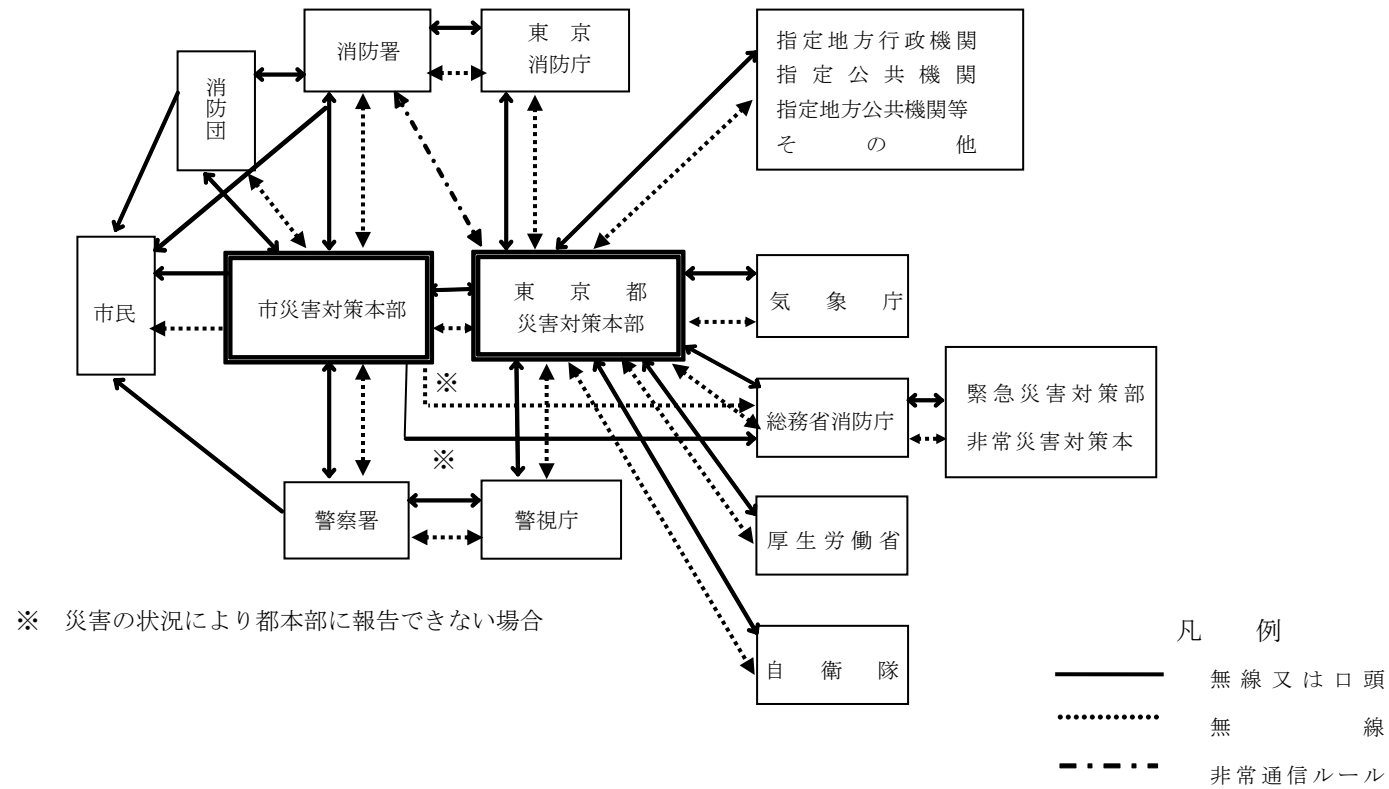 消防署
東京
消防庁
消防団
指定地方行政機関
指定公共機関
指定地方公共機関等
その他
市民
市災害対策本部
東京都
災害対策本部
気象庁
※
総務省消防庁
緊急災害対策部
非常災害対策本
※
警察署
警視庁
厚生労働省
自衛隊
※ 災害の状況により都本部に報告できない場合
凡例
無線又は口頭
無線
非常通信ルール